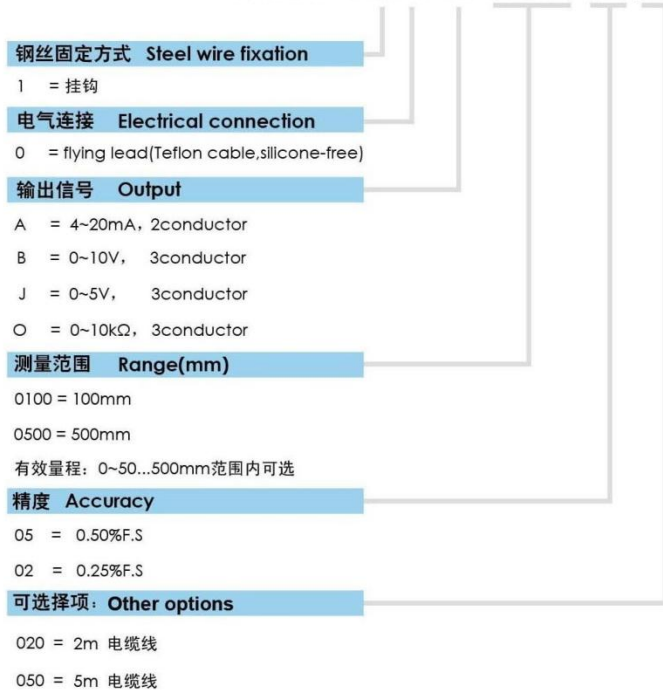 钢丝固定方式 Steel wire fixation
1 = 挂钩
电气连接 Electrical connection
0 = flying lead(Teflon cable,silicone-free)
输出信号 Output
A = 4~20mA, 2conductor
B = 0~10V, 3conductor
J = 0~5V, 3conductor
O = 0~10kΩ, 3conductor
测量范围 Range(mm)
0100 = 100mm
0500 = 500mm
有效量程：0~50...500mm范围内可选
精度 Accuracy
05 = 0.50%F.S
02 = 0.25%F.S
可选择项：Other options
020 = 2m 电缆线
050 = 5m 电缆线